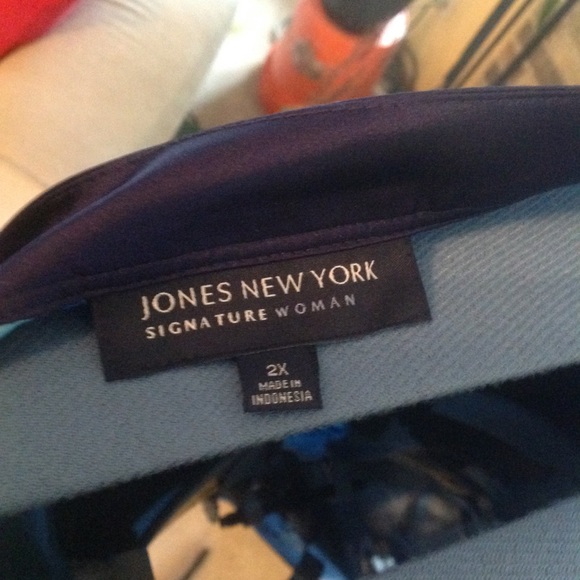 JONES NEW YORK
SIGNATURE WOMAN
2X
MADE IN
INDONESIA